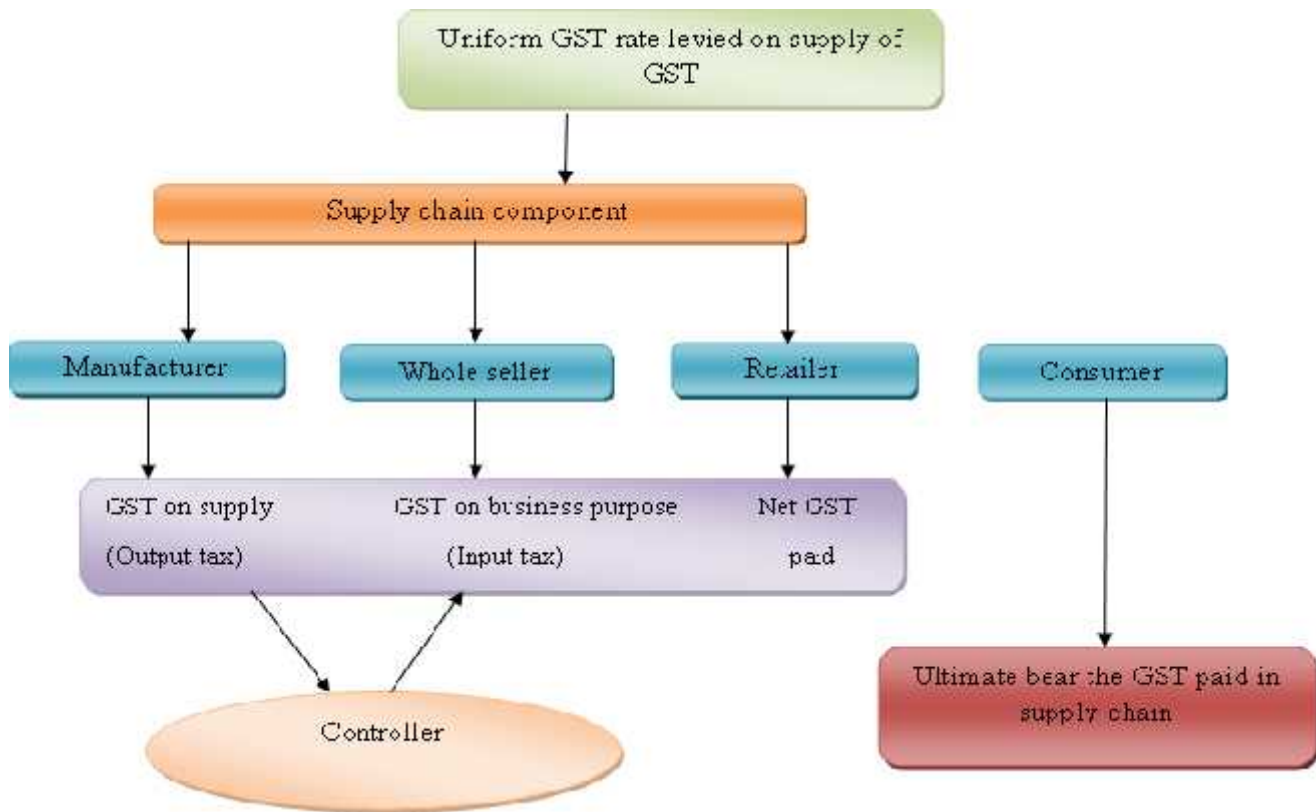 Uniform GST rate levied on supply of
GST
Supply chain component
Manufacturer
Whole seller
Retailer
Consumer
GST on supply
(Output tax)
GST on business purpose
(Input tax)
Net GST
paid
Controller
Ultimate bear the GST paid in
supply chain